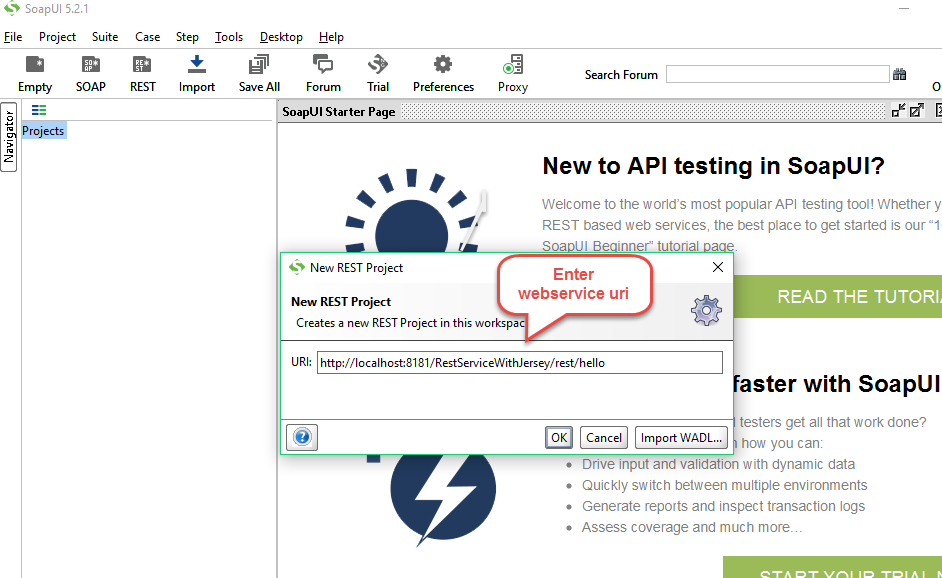 SoapUI 5.2.1
File Project Suite Case Step Tools Desktop Help
Empty SOAP REST Import Save All Forum Trial Preferences Proxy Search Forum
Navigator
Projects
SoapUI Starter Page
New to API testing in SoapUI?
Welcome to the world's most popular API testing tool! Whether y
REST based web services, the best place to get started is our "1
SoapUI Beginner" tutorial page.
READ THE TUTORIA
New REST Project
Enter
webservice uri
New REST Project
Creates a new REST Project in this workspac
URI: http://localhost:8181/RestServiceWithJersey/rest/hello
OK Cancel Import WADL...
faster with SoapUI
testers get all that work done?
how you can:
Drive input and validation with dynamic data
Quickly switch between multiple environments
Generate reports and inspect transaction logs
Assess coverage and much more…
START YOUR TRIAL N